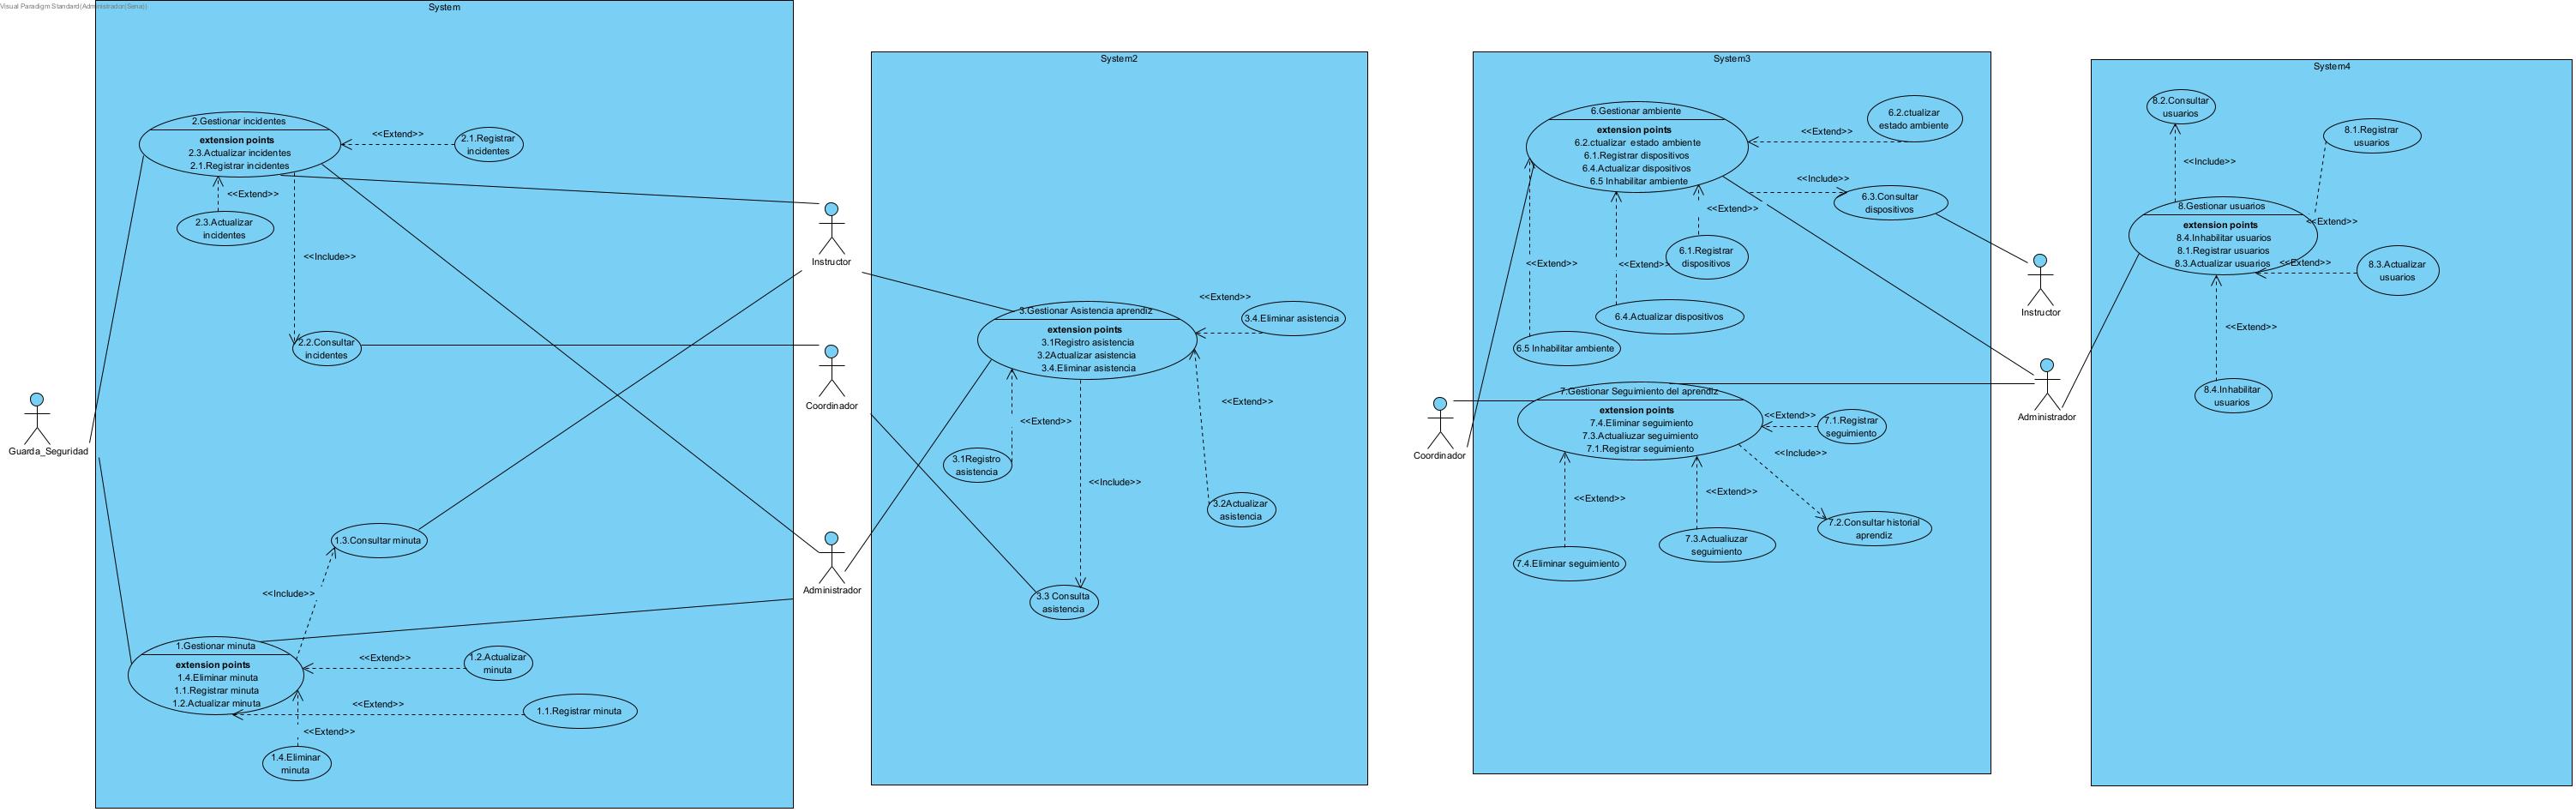 Visual Paradigm Standard(Administrador(Sena))
System
2.Gestionar incidentes
extension points
2.3.Actualizar incidentes
2.1.Registrar incidentes
<<Extend>>
2.1.Registrar
incidentes
<<Extend>>
2.3.Actualizar
incidentes
<<Include>>
2.2.Consultar
incidentes
Guarda_Seguridad
1.3.Consultar minuta
<<Include>>
1.Gestionar minuta
extension points
1.4.Eliminar minuta
1.1.Registrar minuta
1.2.Actualizar minuta
<<Extend>>
1.2.Actualizar
minuta
<<Extend>>
1.1.Registrar minuta
<<Extend>>
1.4.Eliminar
minuta
Instructor
Coordinador
Administrador
System2
3.Gestionar Asistencia aprendiz
extension points
3.1Registro asistencia
3.2Actualizar asistencia
3.4.Eliminar asistencia
<<Extend>>
3.4.Eliminar asistencia
<<Extend>>
<<Extend>>
3.1Registro
asistencia
<<Include>>
3.2Actualizar
asistencia
3.3 Consulta
asistencia
System3
6.Gestionar ambiente
extension points
6.2.ctualizar estado ambiente
6.1.Registrar dispositivos
6.4.Actualizar dispositivos
6.5 Inhabilitar ambiente
<<Extend>>
6.2.ctualizar
estado ambiente
<<Include>>
6.3.Consultar
dispositivos
<<Extend>>
6.1.Registrar
dispositivos
<<Extend>>
<<Extend>>
6.4.Actualizar dispositivos
6.5 Inhabilitar ambiente
7.Gestionar Seguimiento del aprendiz
extension points
7.4.Eliminar seguimiento
7.3.Actualiuzar seguimiento
7.1.Registrar seguimiento
<<Extend>>
7.1.Registrar
seguimiento
<<Include>>
<<Extend>>
<<Extend>>
7.2.Consultar historial
aprendiz
7.3.Actualiuzar
seguimiento
7.4.Eliminar seguimiento
Coordinador
Instructor
Administrador
System4
8.2.Consultar
usuarios
8.1.Registrar
usuarios
<<Include>>
8.Gestionar usuarios
extension points
8.4.Inhabilitar usuarios
8.1.Registrar usuarios
8.3.Actualizar usuarios
<<Extend>>
<<Extend>>
8.3.Actualizar
usuarios
<<Extend>>
8.4.Inhabilitar
usuarios